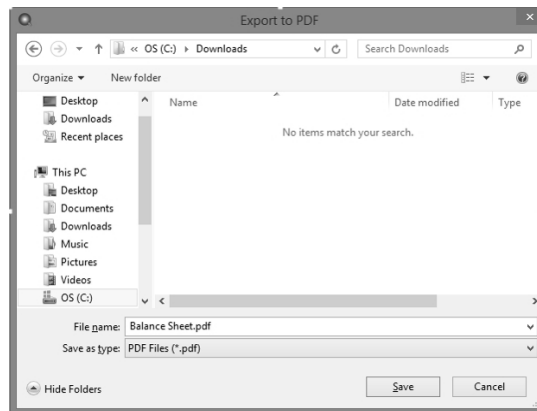 Export to PDF
« OS (C:) Downloads
Search Downloads
Organize
New folder
Desktop
Downloads
Recent places
This PC
Desktop
Documents
Downloads
Music
Pictures
Videos
OS (C:)
Name
Date modified
Type
No items match your search.
File name: Balance Sheet.pdf
Save as type: PDF Files (*.pdf)
Hide Folders
Save
Cancel